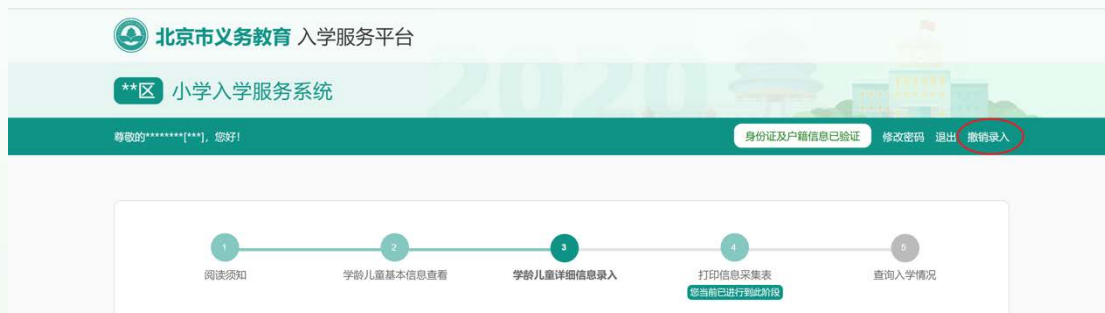 北京市义务教育 入学服务平台
2020
**区 小学入学服务系统
尊敬的********[***]，您好! 身份证及户籍信息已验证 修改密码 退出 撤销录入
1 2 3 4 5
阅读须知 学龄儿童基本信息查看 学龄儿童详细信息录入 打印信息采集表 查询入学情况
您当前已进行到此阶段